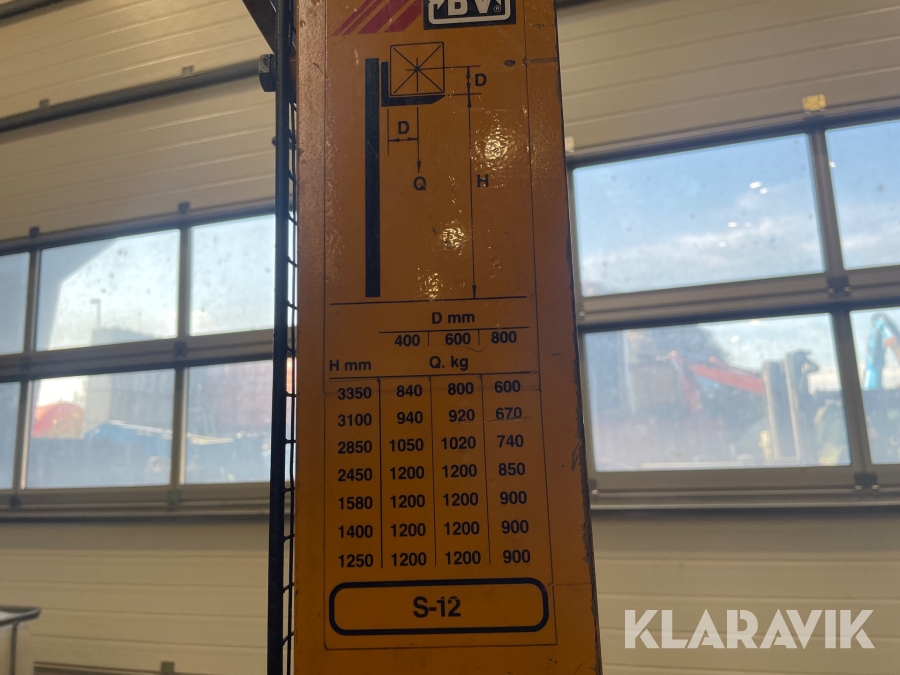 BV®
D
D
Q
H
D mm
400 600 800
H mm Q. kg
3350 840 800 600
3100 940 920 670
2850 1050 1020 740
2450 1200 1200 850
1580 1200 1200 900
1400 1200 1200 900
1250 1200 1200 900
S-12
KLARAVIK